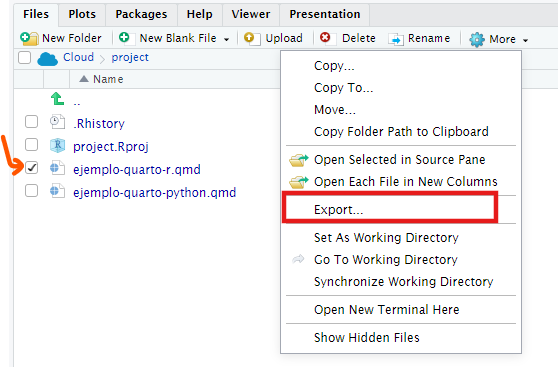 Files Plots Packages Help Viewer Presentation
New Folder New Blank File Upload Delete Rename More
Cloud project
Name
..
.Rhistory
project.Rproj
ejemplo-quarto-r.qmd
ejemplo-quarto-python.qmd
Copy...
Copy To...
Move...
Copy Folder Path to Clipboard
Open Selected in Source Pane
Open Each File in New Columns
Export...
Set As Working Directory
Go To Working Directory
Synchronize Working Directory
Open New Terminal Here
Show Hidden Files